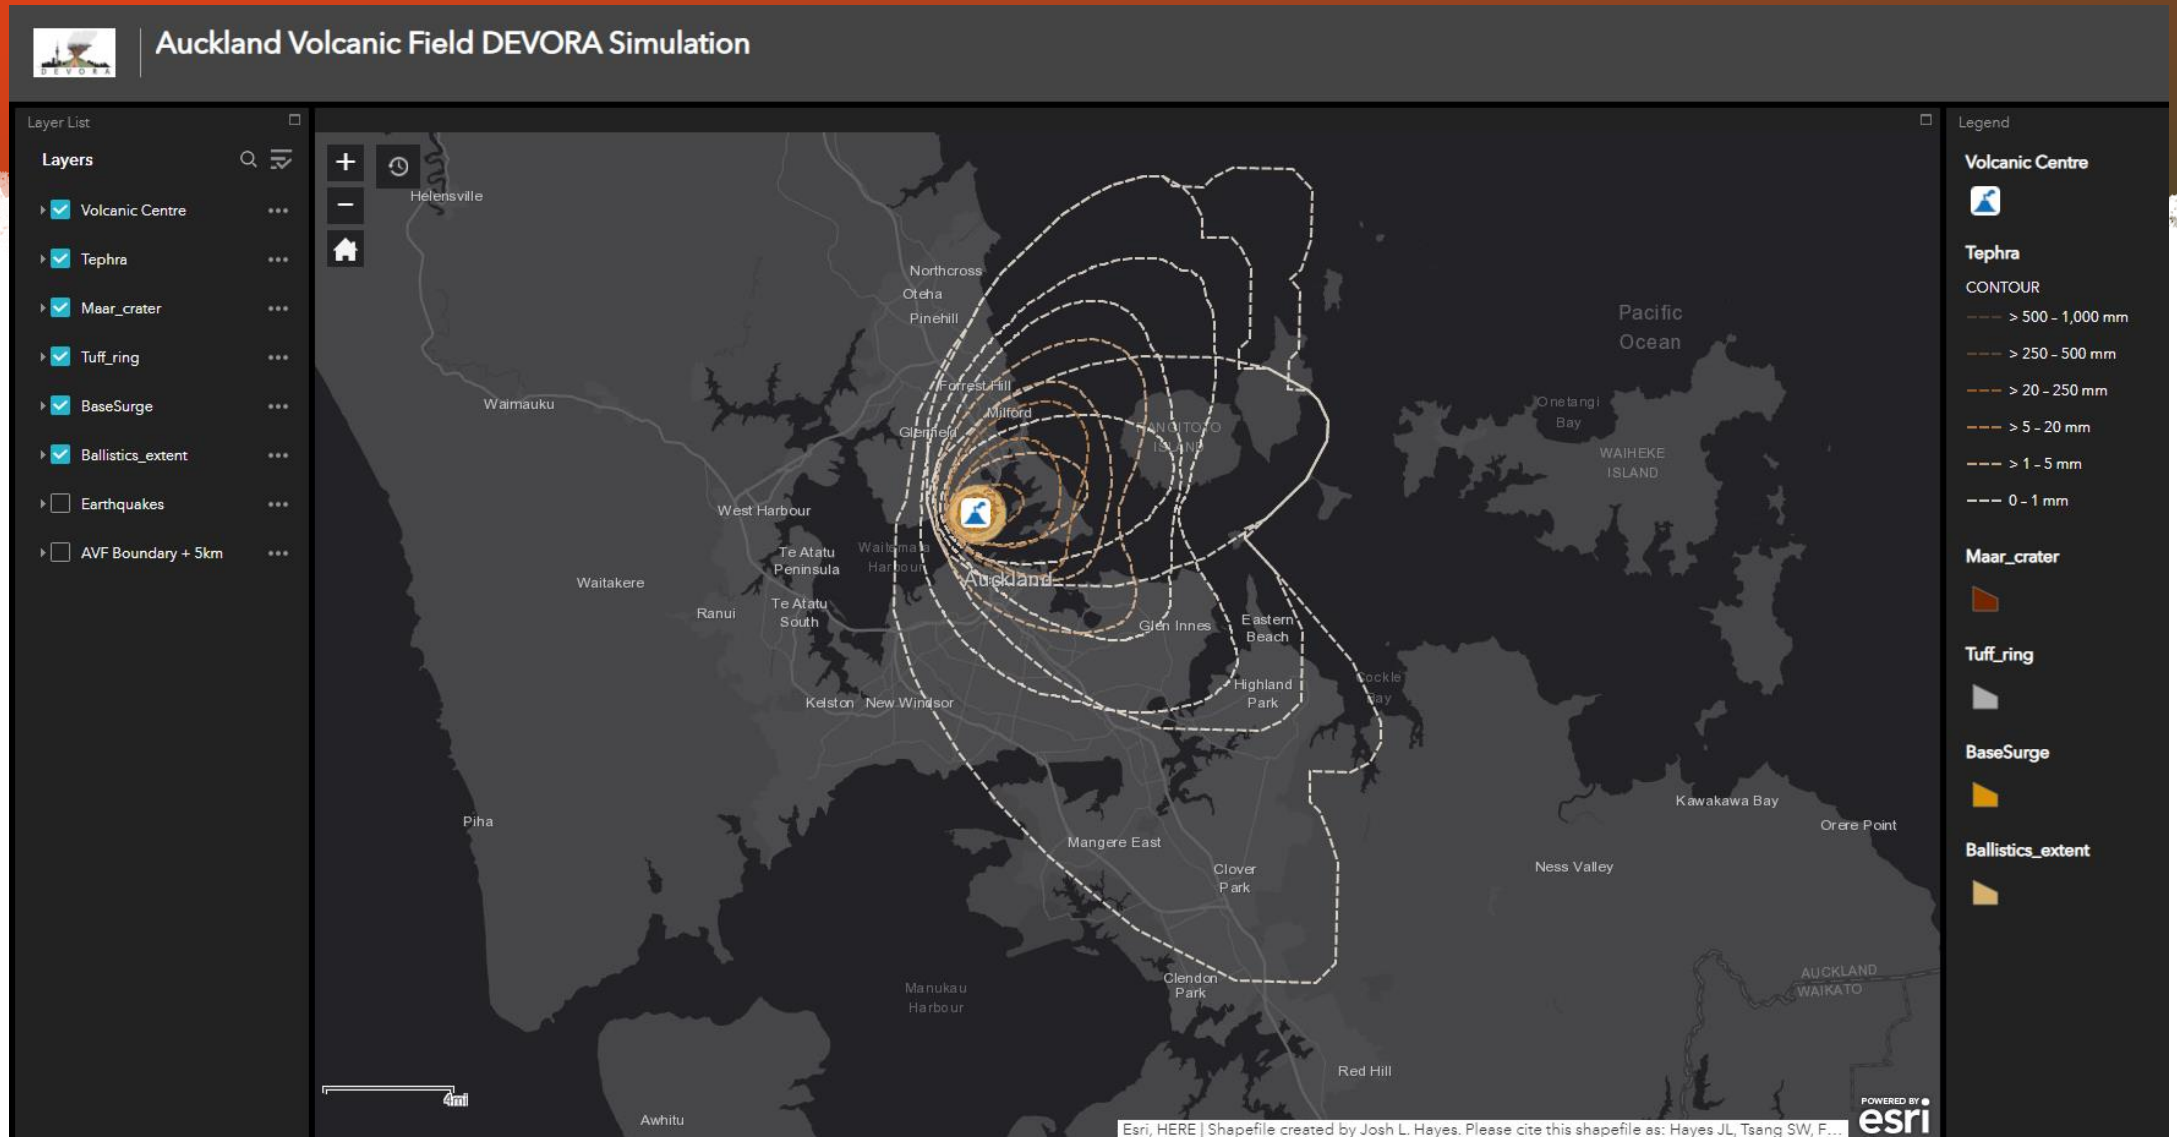 DEVORA
Auckland Volcanic Field DEVORA Simulation
Layer List
Layers
Volcanic Centre
Tephra
Maar_crater
Tuff_ring
BaseSurge
Ballistics_extent
Earthquakes
AVF Boundary + 5km
+
−
Helensville
Northcross
Oteha
Pinehill
Pacific
Ocean
Forrest Hill
Milford
Waimauku
Glenfield
RANGITOTO
ISLAND
Onetangi
Bay
WAIHEKE
ISLAND
West Harbour
Te Atatu
Peninsula
Waitemata
Harbour
Waitakere
Auckland
Ranui
Te Atatu
South
Glen Innes
Eastern
Beach
Highland
Park
Cockle
Bay
Kelston
New Windsor
Piha
Mangere East
Clover
Park
Kawakawa Bay
Orere Point
Ness Valley
Clendon
Park
Manukau
Harbour
AUCKLAND
WAIKATO
Red Hill
Awhitu
4mi
Esri, HERE | Shapefile created by Josh L. Hayes. Please cite this shapefile as: Hayes JL, Tsang SW, F...
POWERED BY
esri
Legend
Volcanic Centre
Tephra
CONTOUR
> 500 – 1,000 mm
> 250 – 500 mm
> 20 – 250 mm
> 5 – 20 mm
> 1 – 5 mm
0 – 1 mm
Maar_crater
Tuff_ring
BaseSurge
Ballistics_extent